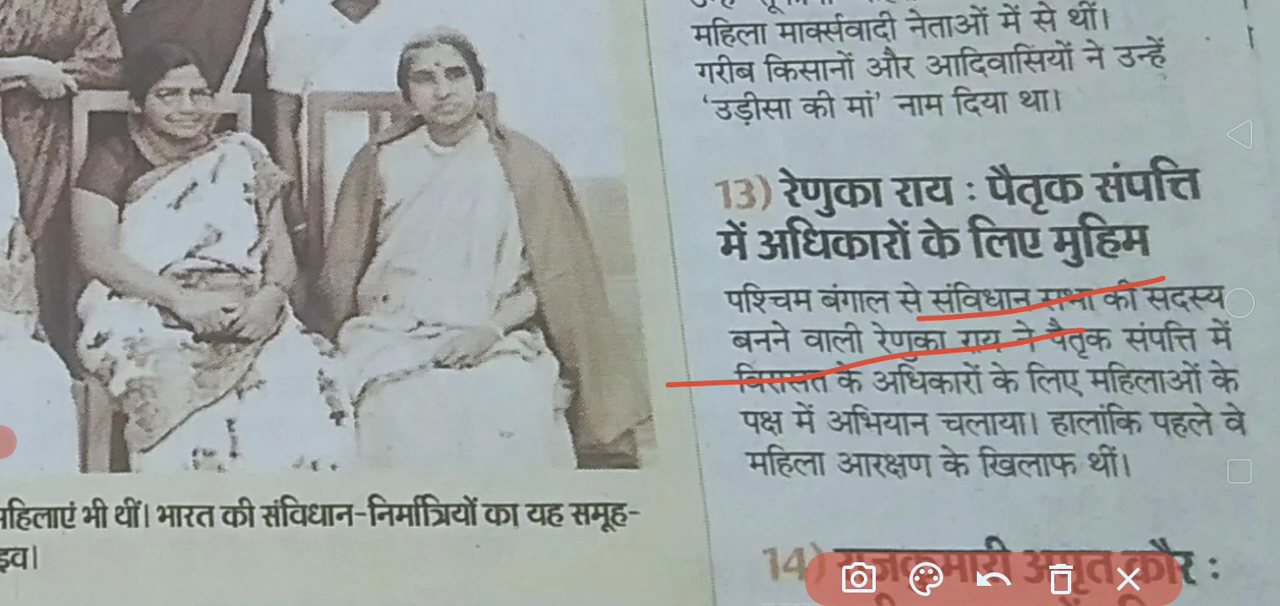 महिला मार्क्सवादी नेताओं में से थीं।
गरीब किसानों और आदिवासियों ने उन्हें
'उड़ीसा की मां' नाम दिया था।
13) रेणुका राय : पैतृक संपत्ति
में अधिकारों के लिए मुहिम
पश्चिम बंगाल से संविधान सभा की सदस्य
बनने वाली रेणुका राय ने पैतृक संपत्ति में
विरासत के अधिकारों के लिए महिलाओं के
पक्ष में अभियान चलाया। हालांकि पहले वे
महिला आरक्षण के खिलाफ थीं।
महिलाएं भी थीं। भारत की संविधान-निर्मात्रियों का यह समूह-
14) राजकुमारी अमृत कौर :